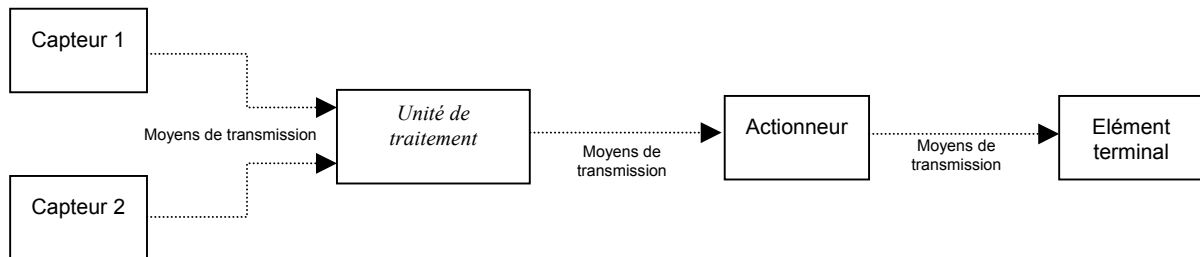 Capteur 1
Moyens de transmission
Capteur 2
Unité de
traitement
Moyens de
transmission
Actionneur
Moyens de
transmission
Elément
terminal